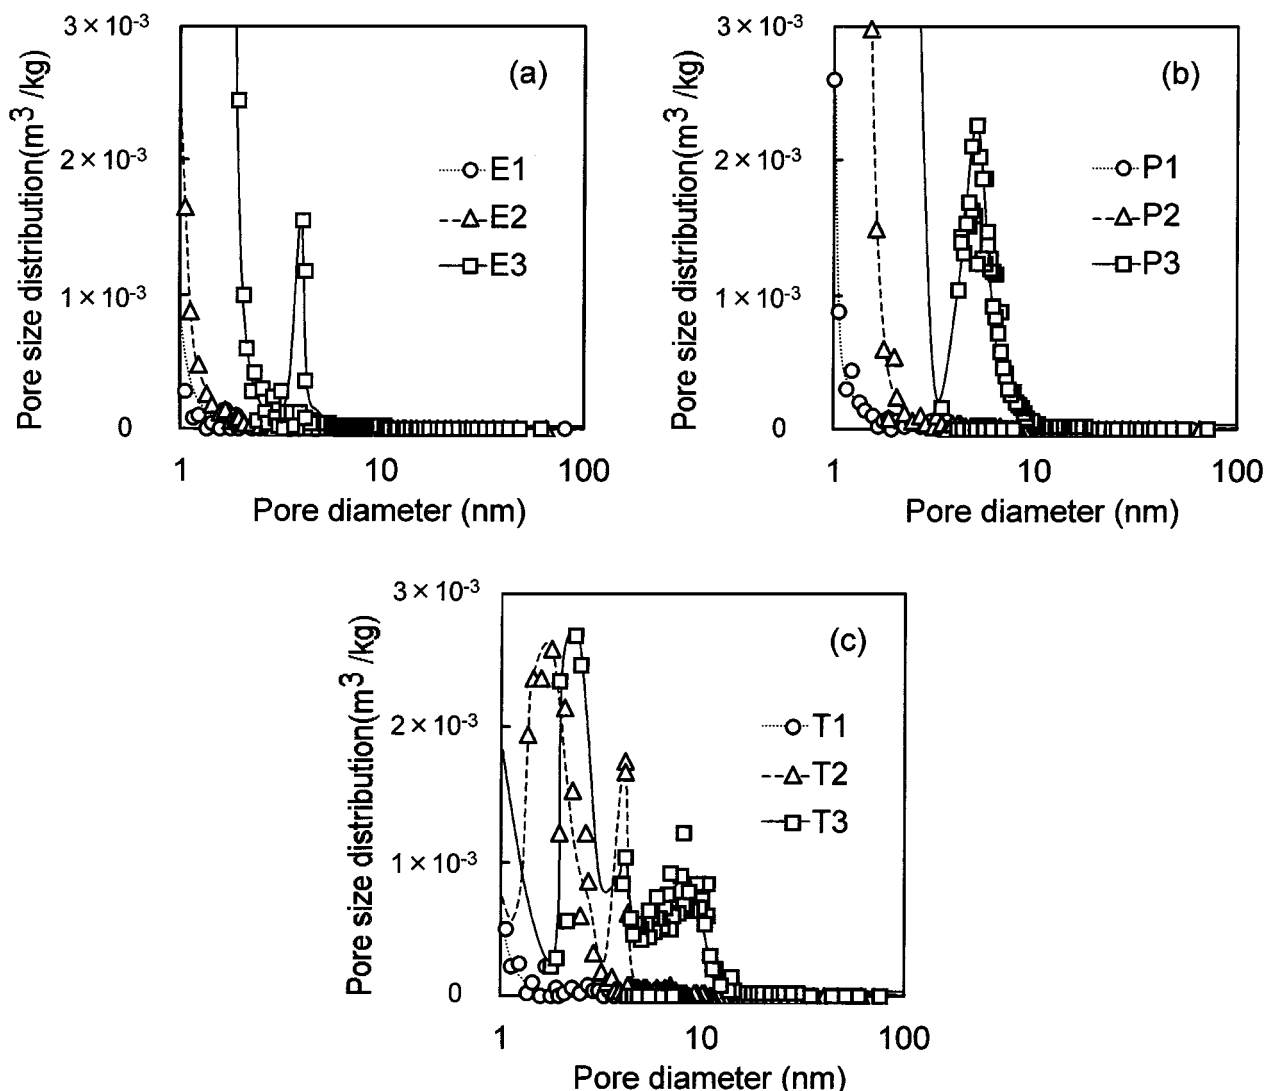 3×10-3
(a)
E1
2×10-3
E2
E3
1×10-3
0
1 10 100
Pore size distribution(m3 /kg)
Pore diameter (nm)
3×10-3
(b)
P1
2×10-3
P2
P3
1×10-3
0
1 10 100
Pore size distribution(m3 /kg)
Pore diameter (nm)
3×10-3
(c)
T1
2×10-3
T2
T3
1×10-3
0
1 10 100
Pore size distribution(m3 /kg)
Pore diameter (nm)